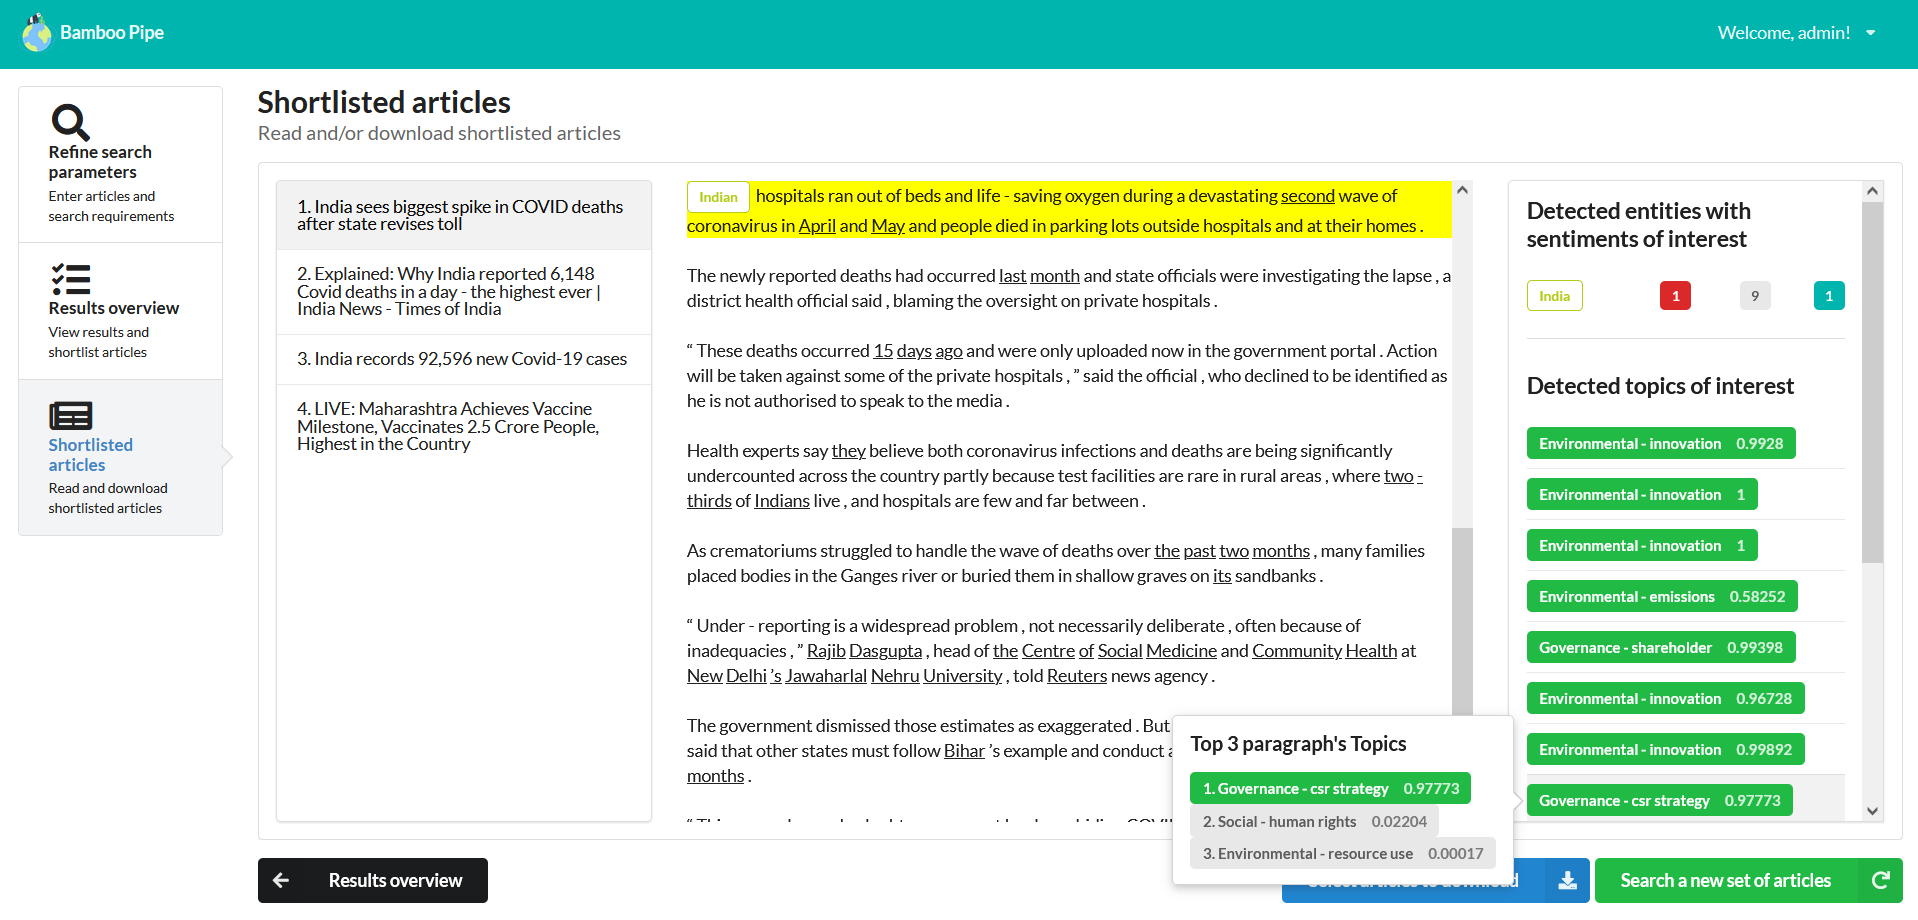 Bamboo Pipe
Welcome, admin!
Refine search
parameters
Enter articles and
search requirements
Results overview
View results and
shortlist articles
Shortlisted
articles
Read and download
shortlisted articles
Shortlisted articles
Read and/or download shortlisted articles
1. India sees biggest spike in COVID deaths
after state revises toll
2. Explained: Why India reported 6,148
Covid deaths in a day - the highest ever |
India News - Times of India
3. India records 92,596 new Covid-19 cases
4. LIVE: Maharashtra Achieves Vaccine
Milestone, Vaccinates 2.5 Crore People,
Highest in the Country
Indian hospitals ran out of beds and life - saving oxygen during a devastating second wave of
coronavirus in April and May and people died in parking lots outside hospitals and at their homes .
The newly reported deaths had occurred last month and state officials were investigating the lapse , a
district health official said , blaming the oversight on private hospitals .
“ These deaths occurred 15 days ago and were only uploaded now in the government portal . Action
will be taken against some of the private hospitals , ” said the official , who declined to be identified as
he is not authorised to speak to the media .
Health experts say they believe both coronavirus infections and deaths are being significantly
undercounted across the country partly because test facilities are rare in rural areas , where two -
thirds of Indians live , and hospitals are few and far between .
As crematoriums struggled to handle the wave of deaths over the past two months , many families
placed bodies in the Ganges river or buried them in shallow graves on its sandbanks .
“ Under - reporting is a widespread problem , not necessarily deliberate , often because of
inadequacies , ” Rajib Dasgupta , head of the Centre of Social Medicine and Community Health at
New Delhi ’s Jawaharlal Nehru University , told Reuters news agency .
The government dismissed those estimates as exaggerated . But
said that other states must follow Bihar ’s example and conduct a
months .
Detected entities with
sentiments of interest
India 1 9 1
Detected topics of interest
Environmental - innovation 0.9928
Environmental - innovation 1
Environmental - innovation 1
Environmental - emissions 0.58252
Governance - shareholder 0.99398
Environmental - innovation 0.96728
Environmental - innovation 0.99892
Governance - csr strategy 0.97773
Top 3 paragraph's Topics
1. Governance - csr strategy 0.97773
2. Social - human rights 0.02204
3. Environmental - resource use 0.00017
Results overview
Select articles to download
Search a new set of articles